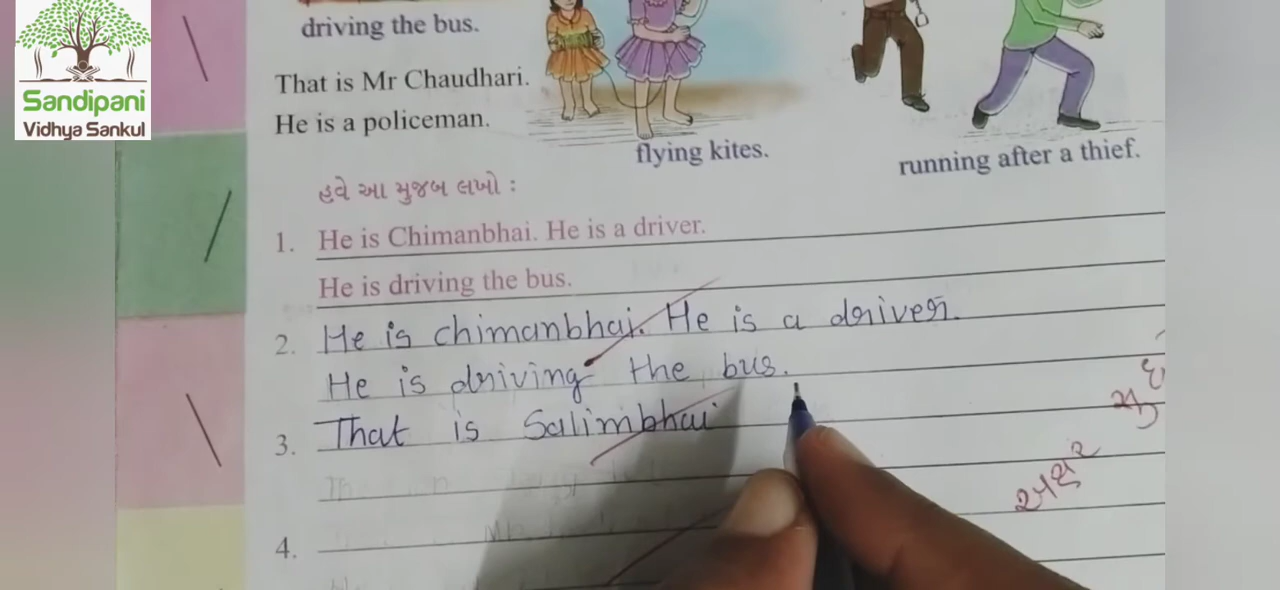 Sandipani
Vidhya Sankul
driving the bus.
That is Mr Chaudhari.
He is a policeman.
flying kites.
running after a thief.
હવે આ મુજબ લખો :
1. He is Chimanbhai. He is a driver.
He is driving the bus.
2. He is chimanbhai. He is a driver.
He is driving the bus.
3. That is Salimbhai
4.